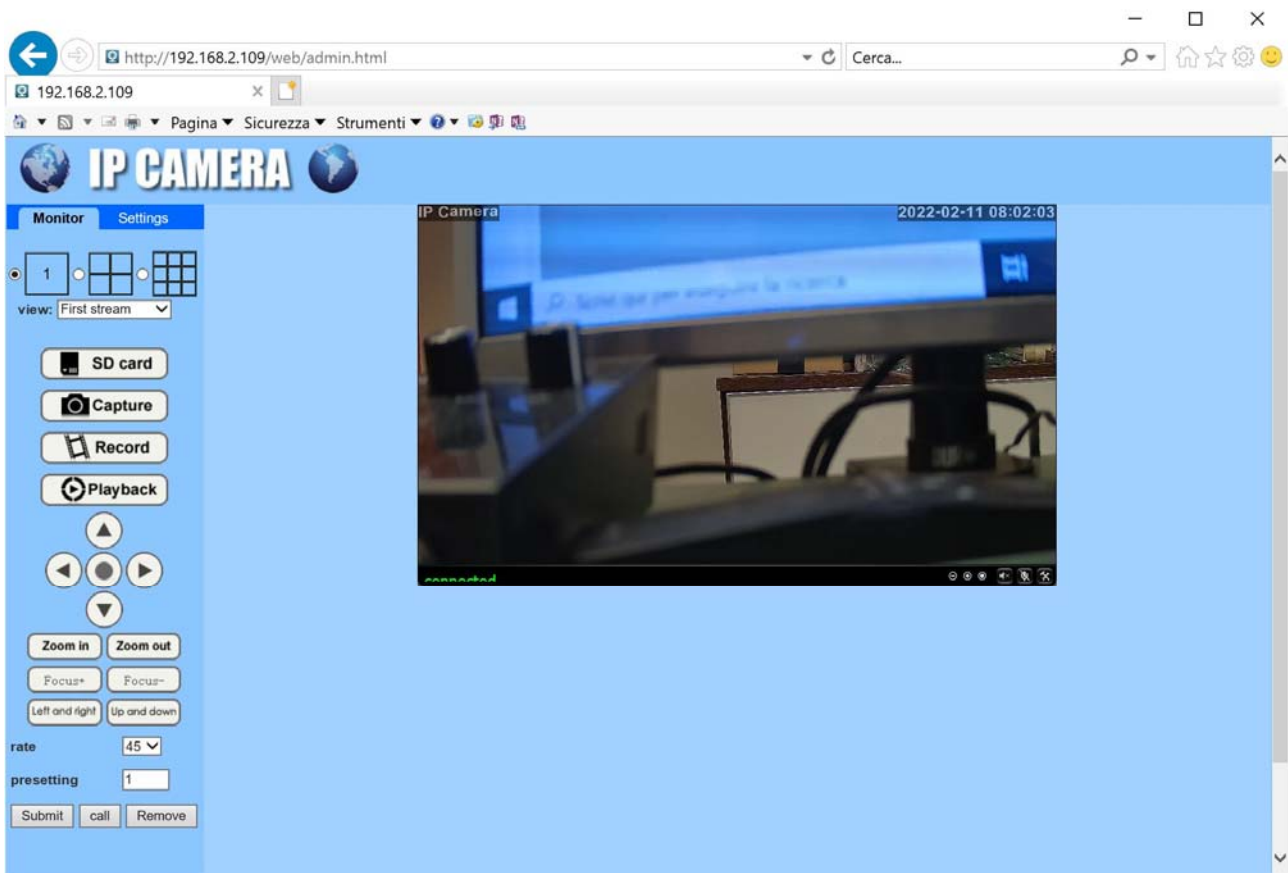 http://192.168.2.109/web/admin.html
Cerca...
192.168.2.109
Pagina Sicurezza Strumenti
IP CAMERA
Monitor Settings
IP Camera 2022-02-11 08:02:03
1
view: First stream
SD card
Capture
Record
Playback
connected
Zoom in Zoom out
Focus+ Focus-
Left and right Up and down
rate 45
presetting 1
Submit call Remove